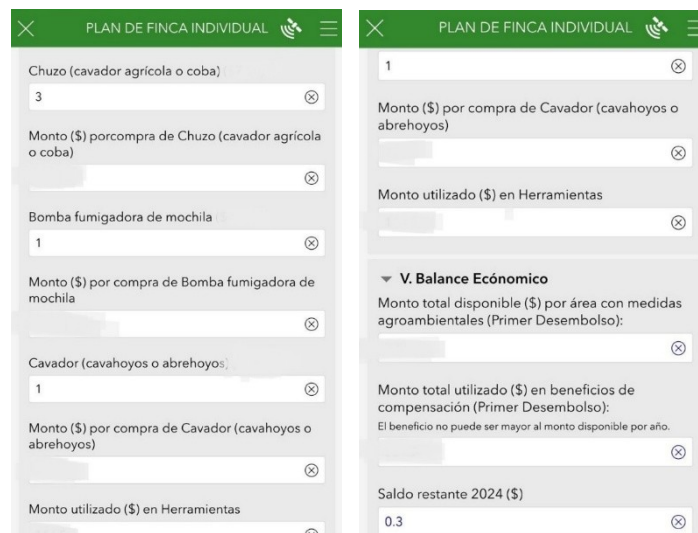 PLAN DE FINCA INDIVIDUAL
Chuzo (cavador agrícola o coba)
3
Monto ($) porcompra de Chuzo (cavador agrícola
o coba)
Bomba fumigadora de mochila
1
Monto ($) por compra de Bomba fumigadora de
mochila
Cavador (cavahoyos o abrehoyos)
1
Monto ($) por compra de Cavador (cavahoyos o
abrehoyos)
Monto utilizado ($) en Herramientas
PLAN DE FINCA INDIVIDUAL
1
Monto ($) por compra de Cavador (cavahoyos o
abrehoyos)
Monto utilizado ($) en Herramientas
V. Balance Ecónomico
Monto total disponible ($) por área con medidas
agroambientales (Primer Desembolso):
Monto total utilizado ($) en beneficios de
compensación (Primer Desembolso):
El beneficio no puede ser mayor al monto disponible por año.
Saldo restante 2024 ($)
0.3